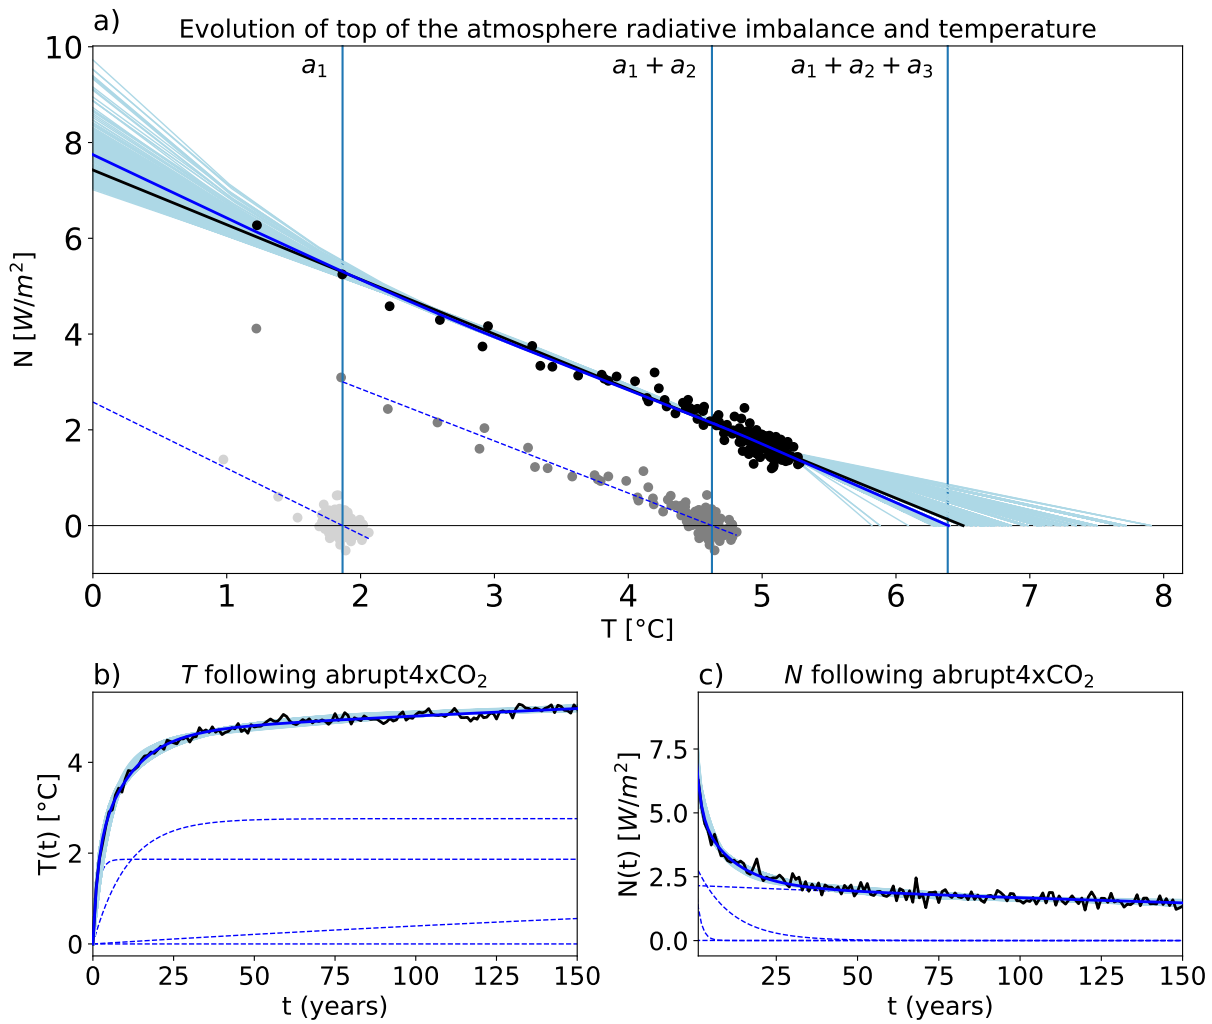 a)
Evolution of top of the atmosphere radiative imbalance and temperature
a₁
a₁ + a₂
a₁ + a₂ + a₃
10
8
6
4
2
0
N [W/m²]
0 1 2 3 4 5 6 7 8
T [°C]
b)
T following abrupt4xCO₂
4
2
0
T(t) [°C]
0 25 50 75 100 125 150
t (years)
c)
N following abrupt4xCO₂
7.5
5.0
2.5
0.0
N(t) [W/m²]
25 50 75 100 125 150
t (years)